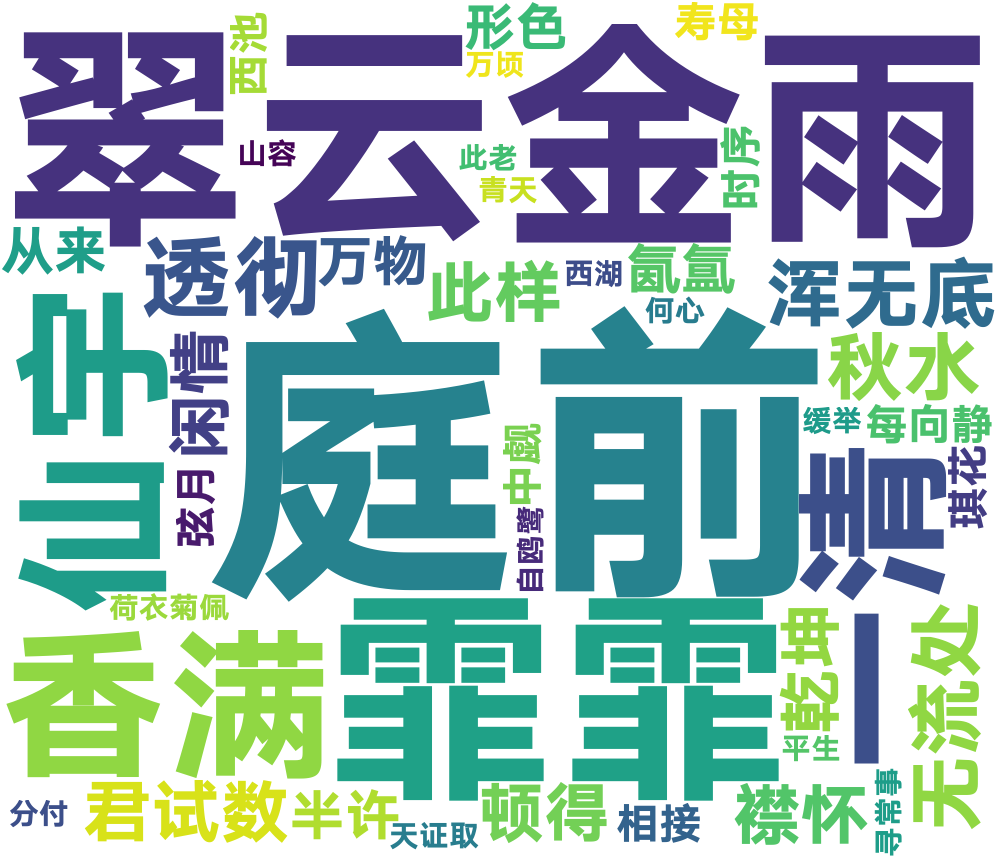 翠云金雨
西池
形色
万顷
寿母
山容
此老
青天
时序
从来
透彻
万物
此样
西湖
氤氲
何心
浑无底
仙宇
闲情
庭前
秋水
缓举
每向静
中觑
清一
琪花
弦月
自鸥鹭
荷衣菊佩
香满
霏霏
乾坤
平生
无流处
分付
君试数
半许
天证取
顿得
相接
襟怀
寻常事